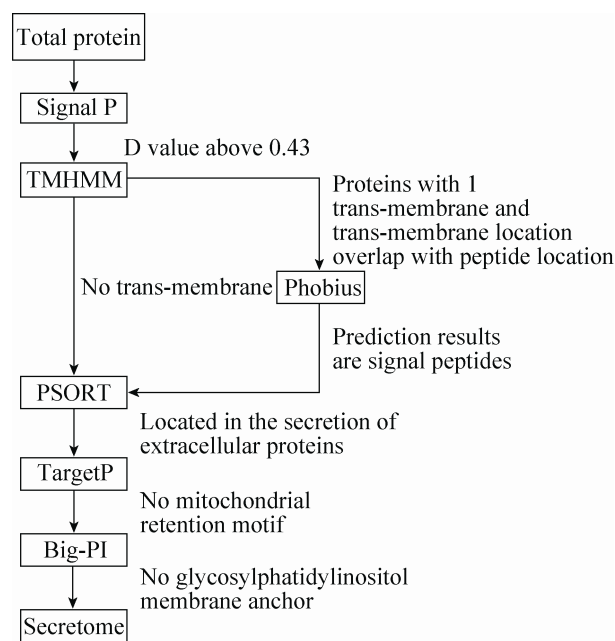 Total protein
Signal P
D value above 0.43
TMHMM
Proteins with 1
trans-membrane and
trans-membrane location
overlap with peptide location
No trans-membrane
Phobius
Prediction results
are signal peptides
PSORT
Located in the secretion of
extracellular proteins
TargetP
No mitochondrial
retention motif
Big-PI
No glycosylphatidylinositol
membrane anchor
Secretome